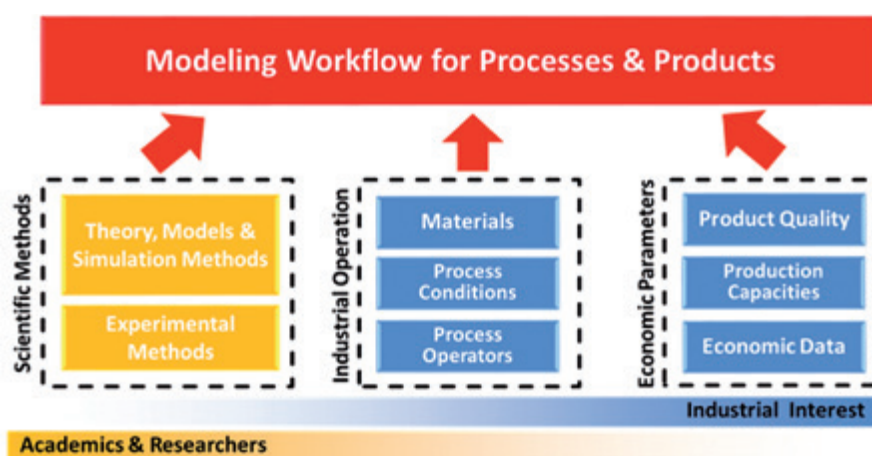 Modeling Workflow for Processes & Products
Scientific Methods
Theory, Models &
Simulation Methods
Experimental
Methods
Industrial Operation
Materials
Process
Conditions
Process
Operators
Economic Parameters
Product Quality
Production
Capacities
Economic Data
Industrial Interest
Academics & Researchers